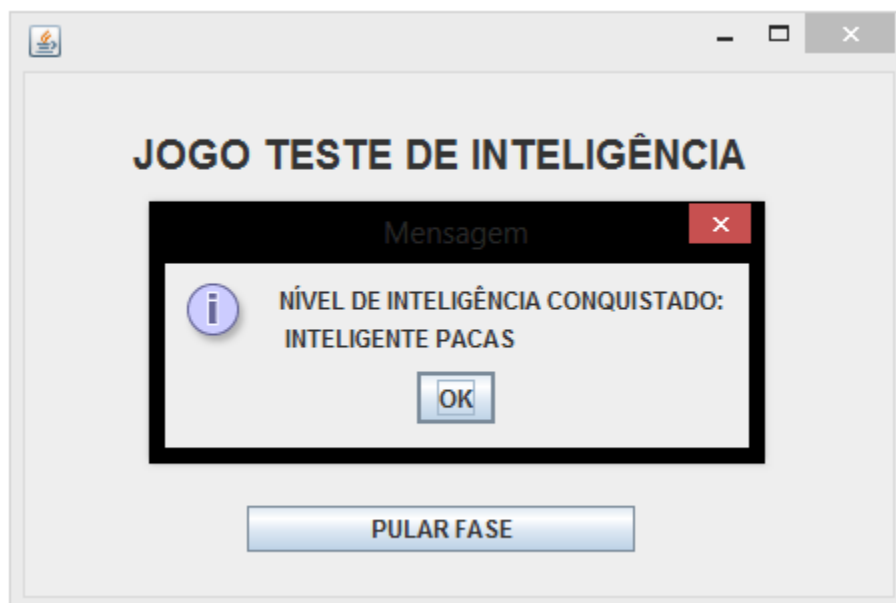 JOGO TESTE DE INTELIGÊNCIA
Mensagem
NÍVEL DE INTELIGÊNCIA CONQUISTADO:
INTELIGENTE PACAS
OK
PULAR FASE